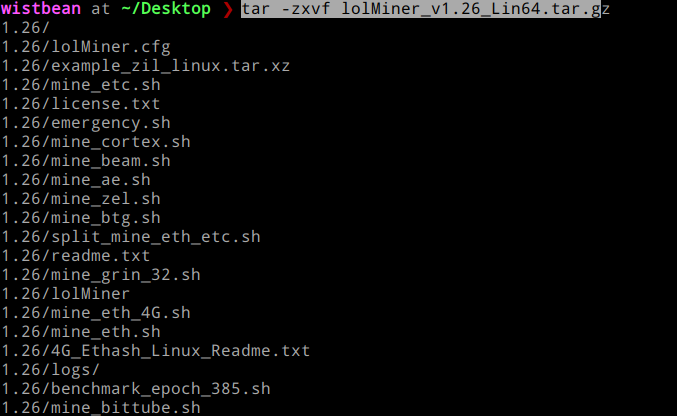 wistbean at ~/Desktop ❯ tar -zxvf lolMiner_v1.26_Lin64.tar.gz
1.26/
1.26/lolMiner.cfg
1.26/example_zil_linux.tar.xz
1.26/mine_etc.sh
1.26/license.txt
1.26/emergency.sh
1.26/mine_cortex.sh
1.26/mine_beam.sh
1.26/mine_ae.sh
1.26/mine_zel.sh
1.26/mine_btg.sh
1.26/split_mine_eth_etc.sh
1.26/readme.txt
1.26/mine_grin_32.sh
1.26/lolMiner
1.26/mine_eth_4G.sh
1.26/mine_eth.sh
1.26/4G_Ethash_Linux_Readme.txt
1.26/logs/
1.26/benchmark_epoch_385.sh
1.26/mine_bittube.sh